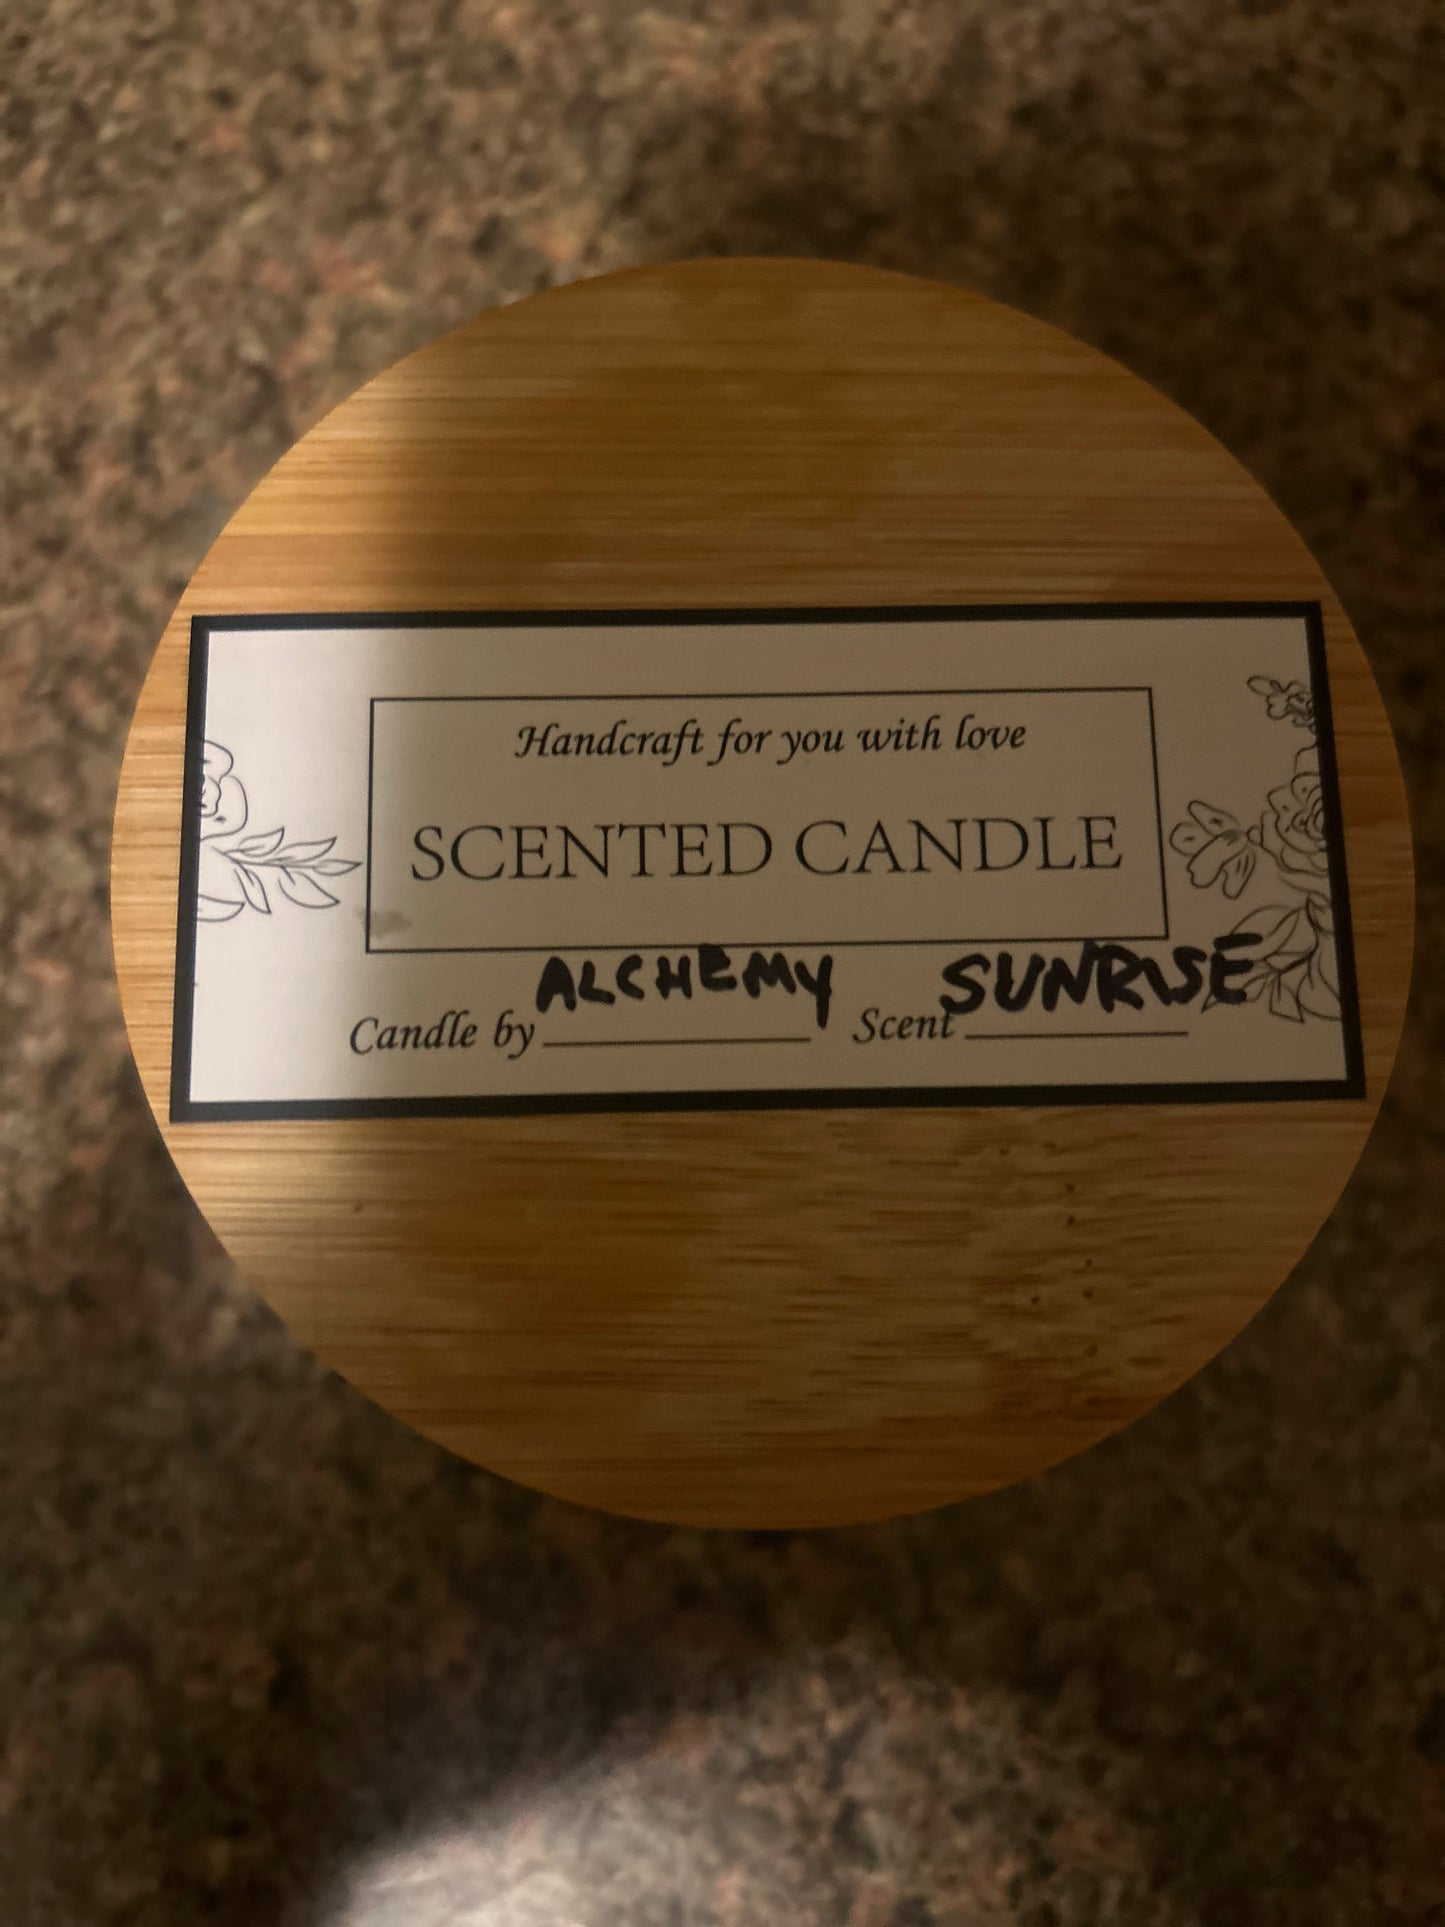 Handcraft for you with love
SCENTED CANDLE
Candle by ALCHEMY Scent SUNRISE